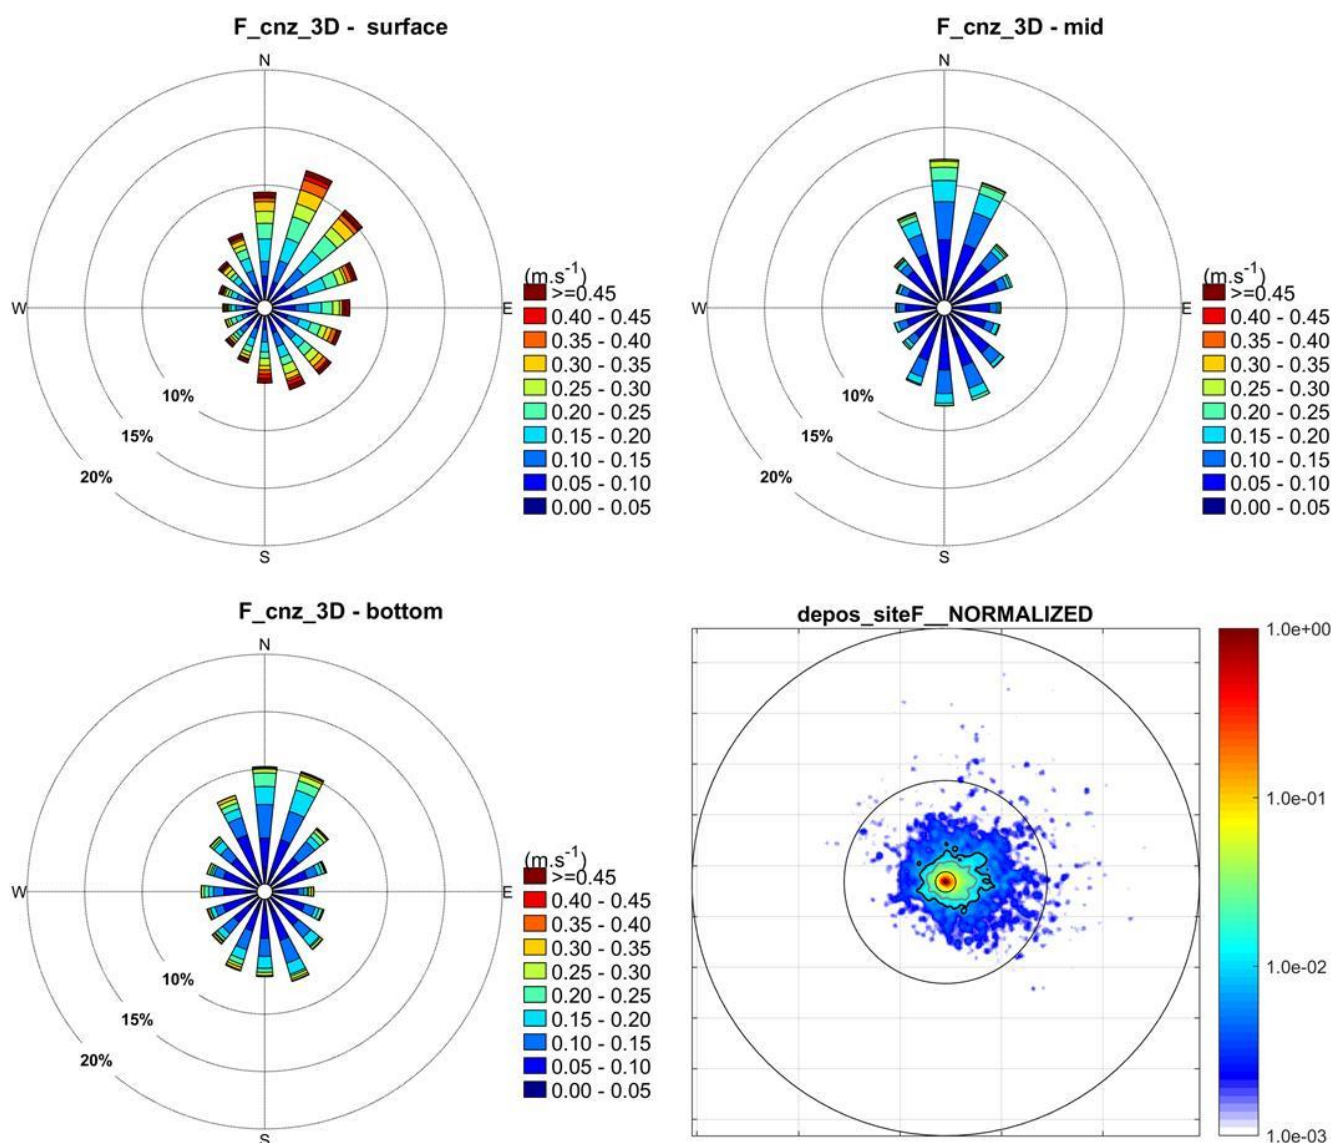 F_cnz_3D - surface
N
W
E
S
10%
15%
20%
(m.s-1)
>=0.45
0.40 - 0.45
0.35 - 0.40
0.30 - 0.35
0.25 - 0.30
0.20 - 0.25
0.15 - 0.20
0.10 - 0.15
0.05 - 0.10
0.00 - 0.05
F_cnz_3D - mid
N
W
E
S
10%
15%
20%
(m.s-1)
>=0.45
0.40 - 0.45
0.35 - 0.40
0.30 - 0.35
0.25 - 0.30
0.20 - 0.25
0.15 - 0.20
0.10 - 0.15
0.05 - 0.10
0.00 - 0.05
F_cnz_3D - bottom
N
W
E
S
10%
15%
20%
(m.s-1)
>=0.45
0.40 - 0.45
0.35 - 0.40
0.30 - 0.35
0.25 - 0.30
0.20 - 0.25
0.15 - 0.20
0.10 - 0.15
0.05 - 0.10
0.00 - 0.05
depos_siteF__NORMALIZED
1.0e+00
1.0e-01
1.0e-02
1.0e-03